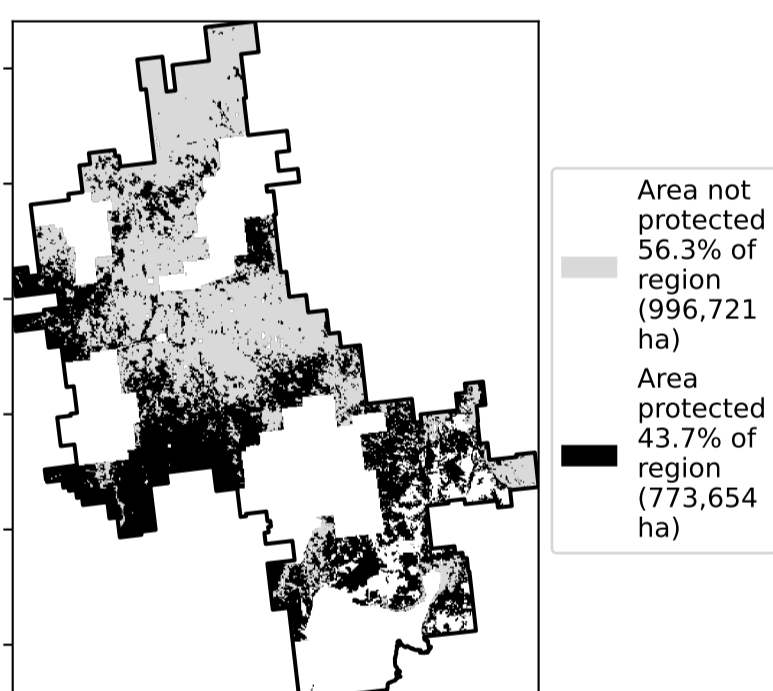 Area not
protected
56.3% of
region
(996,721
ha)
Area
protected
43.7% of
region
(773,654
ha)